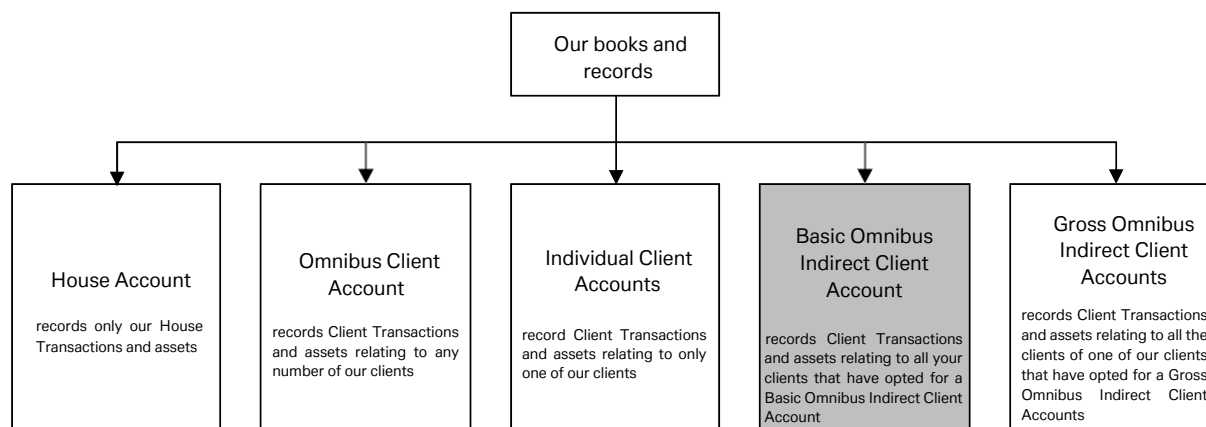 Our books and
records
House Account
records only our House
Transactions and assets
Omnibus Client
Account
records Client Transactions
and assets relating to any
number of our clients
Individual Client
Accounts
record Client Transactions
and assets relating to only
one of our clients
Basic Omnibus
Indirect Client
Account
records Client Transactions
and assets relating to all your
clients that have opted for a
Basic Omnibus Indirect Client
Account
Gross Omnibus
Indirect Client
Accounts
records Client Transactions
and assets relating to all the
clients of one of our clients
that have opted for a Gross
Omnibus Indirect Client
Accounts